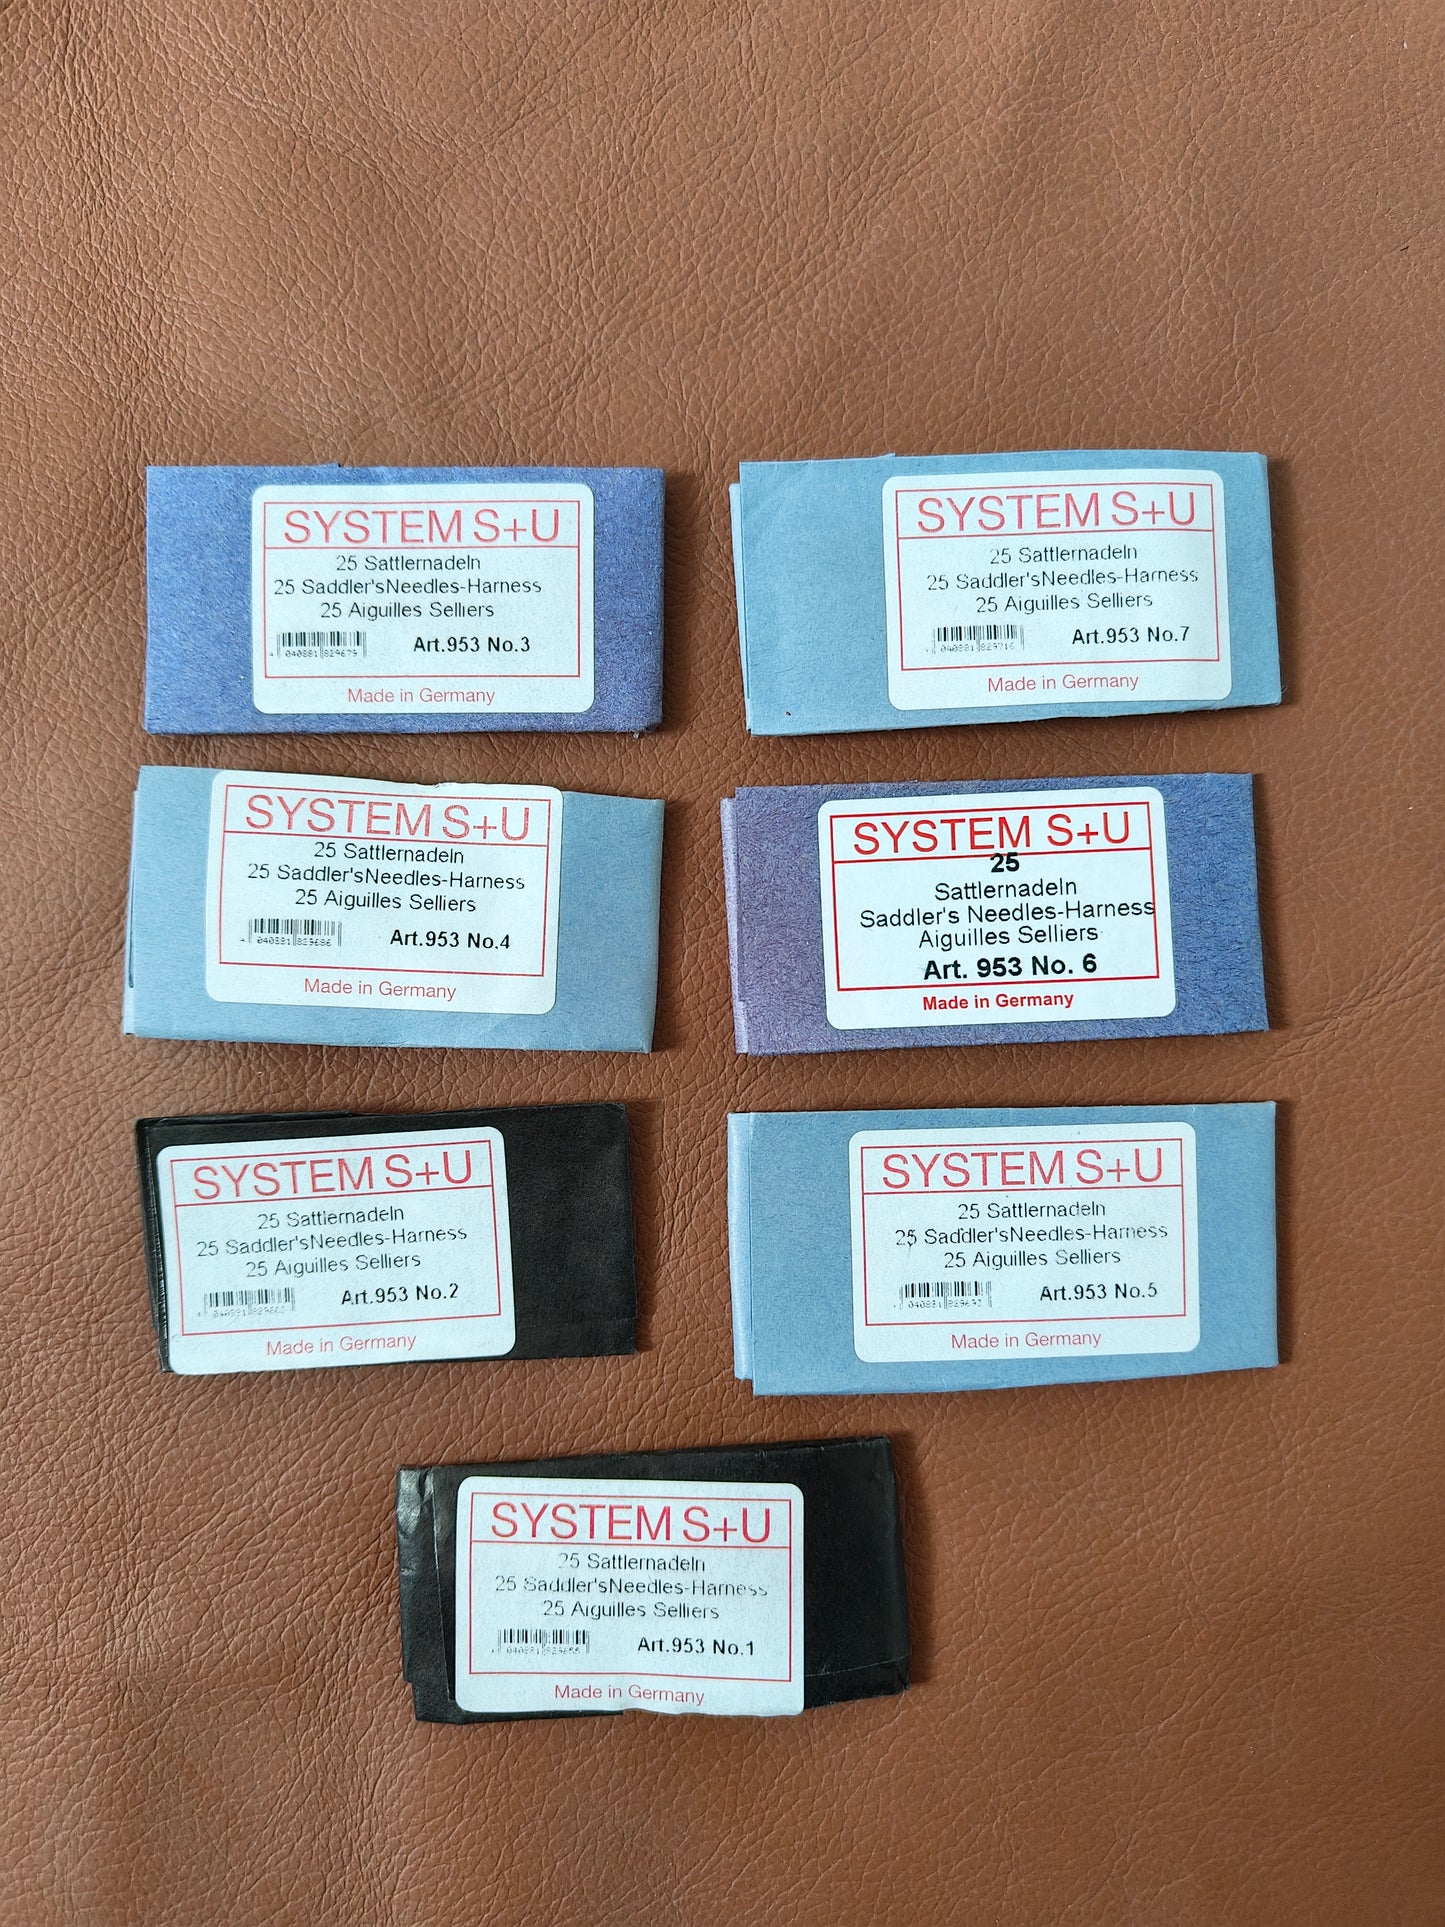 SYSTEM S+U
25 Sattlernadeln
25 Saddler'sNeedles-Harness
25 Aiguilles Selliers
4 040881 829679
Art.953 No.3
Made in Germany
SYSTEM S+U
25 Sattlernadeln
25 Saddler'sNeedles-Harness
25 Aiguilles Selliers
Art.953 No.7
Made in Germany
SYSTEM S+U
25 Sattlernadeln
25 Saddler'sNeedles-Harness
25 Aiguilles Selliers
4 040881 829686
Art.953 No.4
Made in Germany
SYSTEM S+U
25
Sattlernadeln
Saddler's Needles-Harness
Aiguilles Selliers
Art. 953 No. 6
Made in Germany
SYSTEM S+U
25 Sattlernadeln
25 Saddler'sNeedles-Harness
25 Aiguilles Selliers
Art.953 No.2
Made in Germany
SYSTEM S+U
25 Sattlernadeln
25 Saddler'sNeedles-Harness
25 Aiguilles Selliers
Art.953 No.5
Made in Germany
SYSTEM S+U
25 Sattlernadeln
25 Saddler'sNeedles-Harness
25 Aiguilles Selliers
Art.953 No.1
Made in Germany